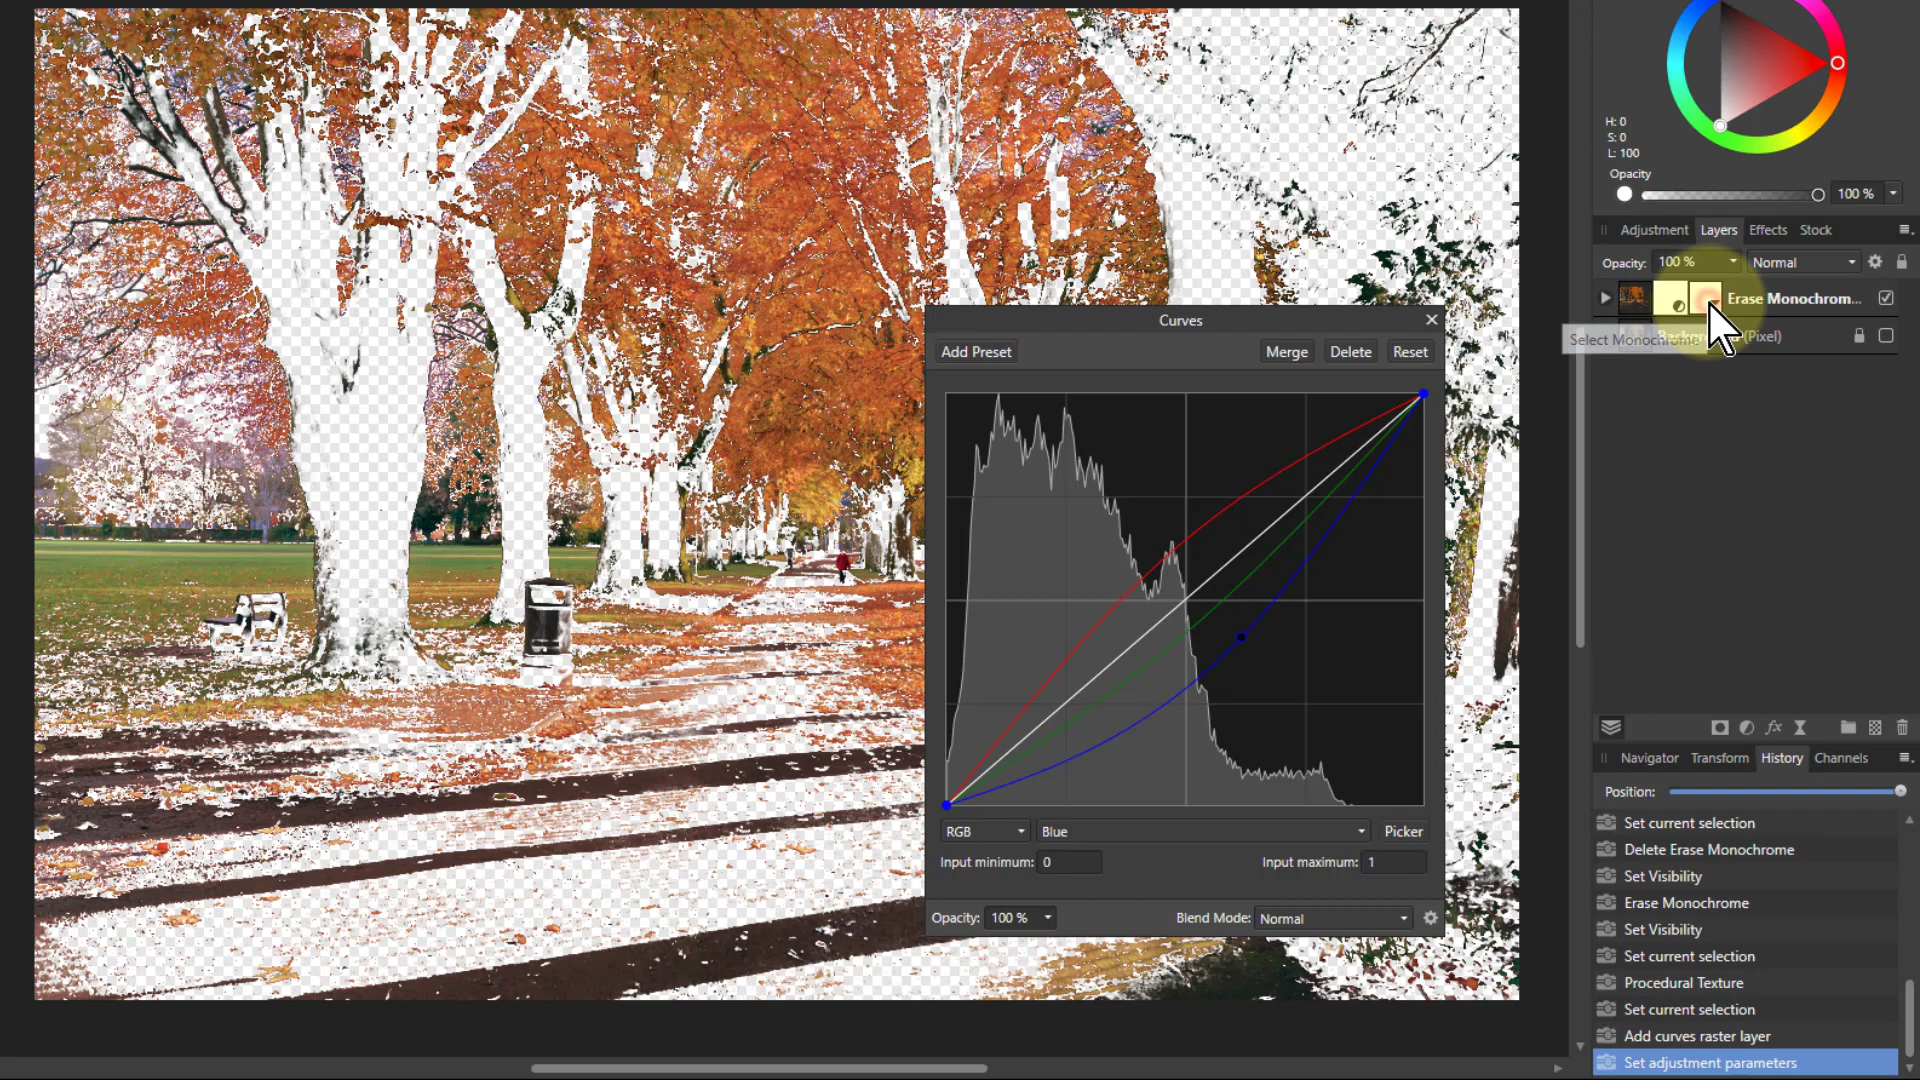 H: 0
S: 0
L: 100
Opacity
100 %
Adjustment Layers Effects Stock
Opacity: 100 % Normal
Erase Monochrom...
Select Monochrome
(Pixel)
Curves
Add Preset Merge Delete Reset
RGB Blue Picker
Input minimum: 0 Input maximum: 1
Opacity: 100 % Blend Mode: Normal
fx
Navigator Transform History Channels
Position:
Set current selection
Delete Erase Monochrome
Set Visibility
Erase Monochrome
Set Visibility
Set current selection
Procedural Texture
Set current selection
Add curves raster layer
Set adjustment parameters